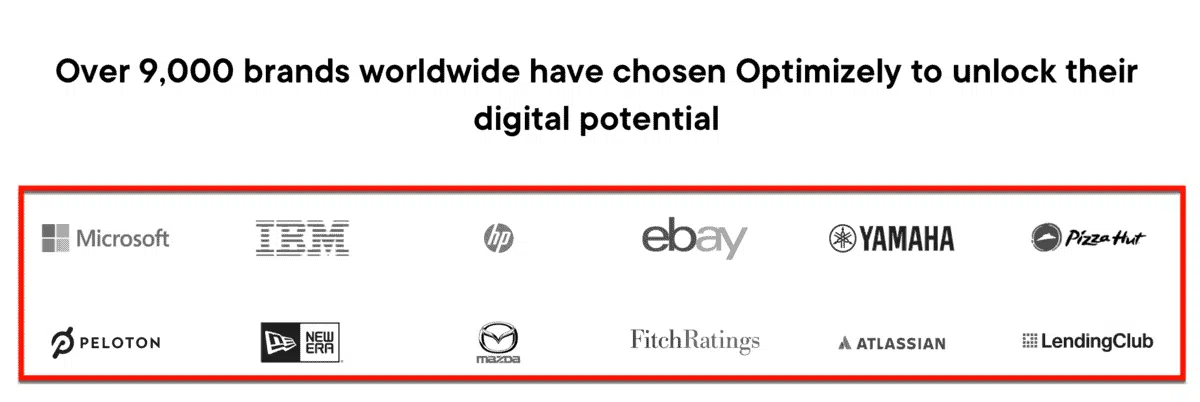 Over 9,000 brands worldwide have chosen Optimizely to unlock their
digital potential
Microsoft IBM hp ebay YAMAHA Pizza Hut
PELOTON NEW ERA mazda FitchRatings ATLASSIAN LendingClub